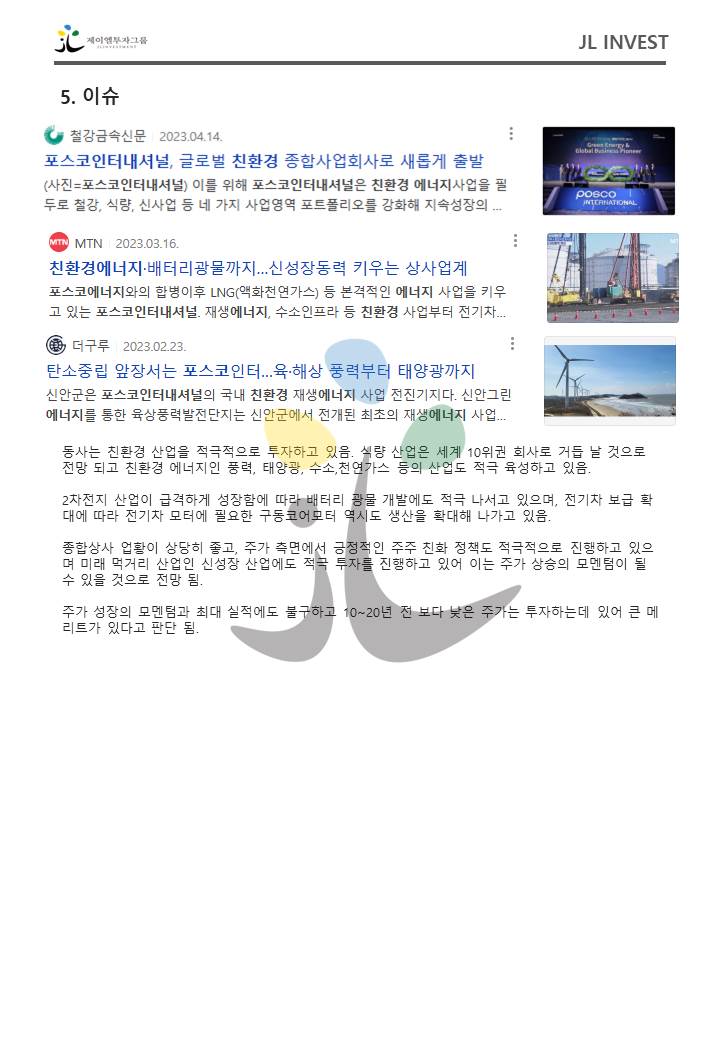 제이엘투자그룹
JL INVESTMENT
JL INVEST
5. 이슈
철강금속신문 2023.04.14.
포스코인터내셔널, 글로벌 친환경 종합사업회사로 새롭게 출발
(사진=포스코인터내셔널) 이를 위해 포스코인터내셔널은 친환경 에너지사업을 필
두로 철강, 식량, 신사업 등 네 가지 사업영역 포트폴리오를 강화해 지속성장의 ...
Green Energy &
Global Business Pioneer
posco
INTERNATIONAL
MTN 2023.03.16.
친환경에너지·배터리광물까지...신성장동력 키우는 상사업계
포스코에너지와의 합병이후 LNG(액화천연가스) 등 본격적인 에너지 사업을 키우
고 있는 포스코인터내셔널. 재생에너지, 수소인프라 등 친환경 사업부터 전기차...
더구루 2023.02.23.
탄소중립 앞장서는 포스코인터...육·해상 풍력부터 태양광까지
신안군은 포스코인터내셔널의 국내 친환경 재생에너지 사업 전진기지다. 신안그린
에너지를 통한 육상풍력발전단지는 신안군에서 전개된 최초의 재생에너지 사업...
동사는 친환경 산업을 적극적으로 투자하고 있음. 식량 산업은 세계 10위권 회사로 거듭 날 것으로
전망 되고 친환경 에너지인 풍력, 태양광, 수소,천연가스 등의 산업도 적극 육성하고 있음.
2차전지 산업이 급격하게 성장함에 따라 배터리 광물 개발에도 적극 나서고 있으며, 전기차 보급 확
대에 따라 전기차 모터에 필요한 구동코어모터 역시도 생산을 확대해 나가고 있음.
종합상사 업황이 상당히 좋고, 주가 측면에서 긍정적인 주주 친화 정책도 적극적으로 진행하고 있으
며 미래 먹거리 산업인 신성장 산업에도 적극 투자를 진행하고 있어 이는 주가 상승의 모멘텀이 될
수 있을 것으로 전망 됨.
주가 성장의 모멘텀과 최대 실적에도 불구하고 10~20년 전 보다 낮은 주가는 투자하는데 있어 큰 메
리트가 있다고 판단 됨.